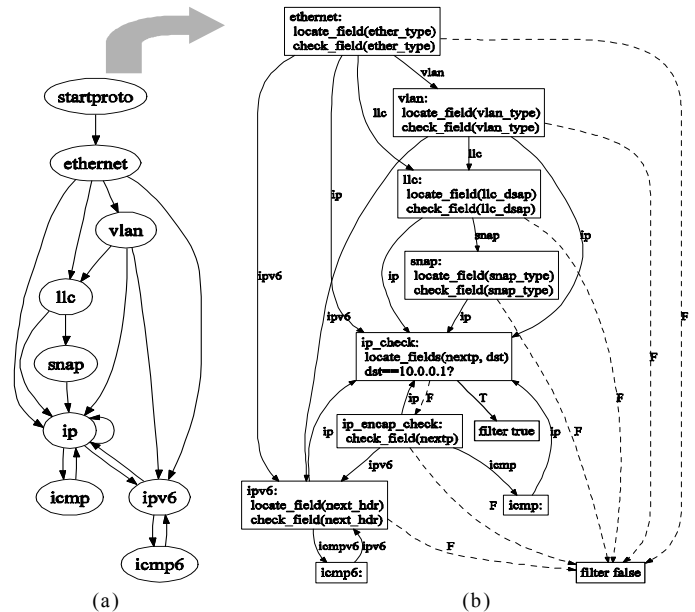 startproto
ethernet
vlan
llc
snap
ip
icmp
ipv6
icmp6
(a)
ethernet:
locate_field(ether_type)
check_field(ether_type)
vlan
vlan:
locate_field(vlan_type)
check_field(vlan_type)
llc
llc
llc:
locate_field(llc_dsap)
check_field(llc_dsap)
ip
snap
ip
snap:
locate_field(snap_type)
check_field(snap_type)
ipv6
ip
ipv6
ip
F
ip_check:
locate_fields(nextp, dst)
dst==10.0.0.1?
F
ip
F
T
F
ip_encap_check:
check_field(nextp)
filter true
ip
F
ip
ipv6
icmp
ipv6:
locate_field(next_hdr)
check_field(next_hdr)
F
icmp:
icmpv6
ipv6
F
icmp6:
filter false
(b)